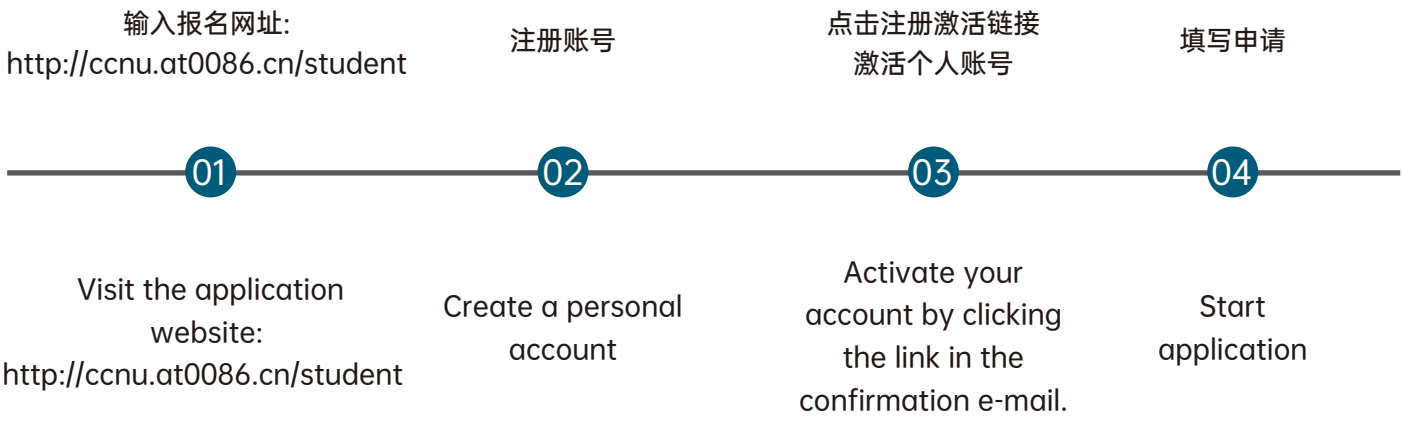 输入报名网址:
http://ccnu.at0086.cn/student
注册账号
点击注册激活链接
激活个人账号
填写申请
01
02
03
04
Visit the application
website:
http://ccnu.at0086.cn/student
Create a personal
account
Activate your
account by clicking
the link in the
confirmation e-mail.
Start
application